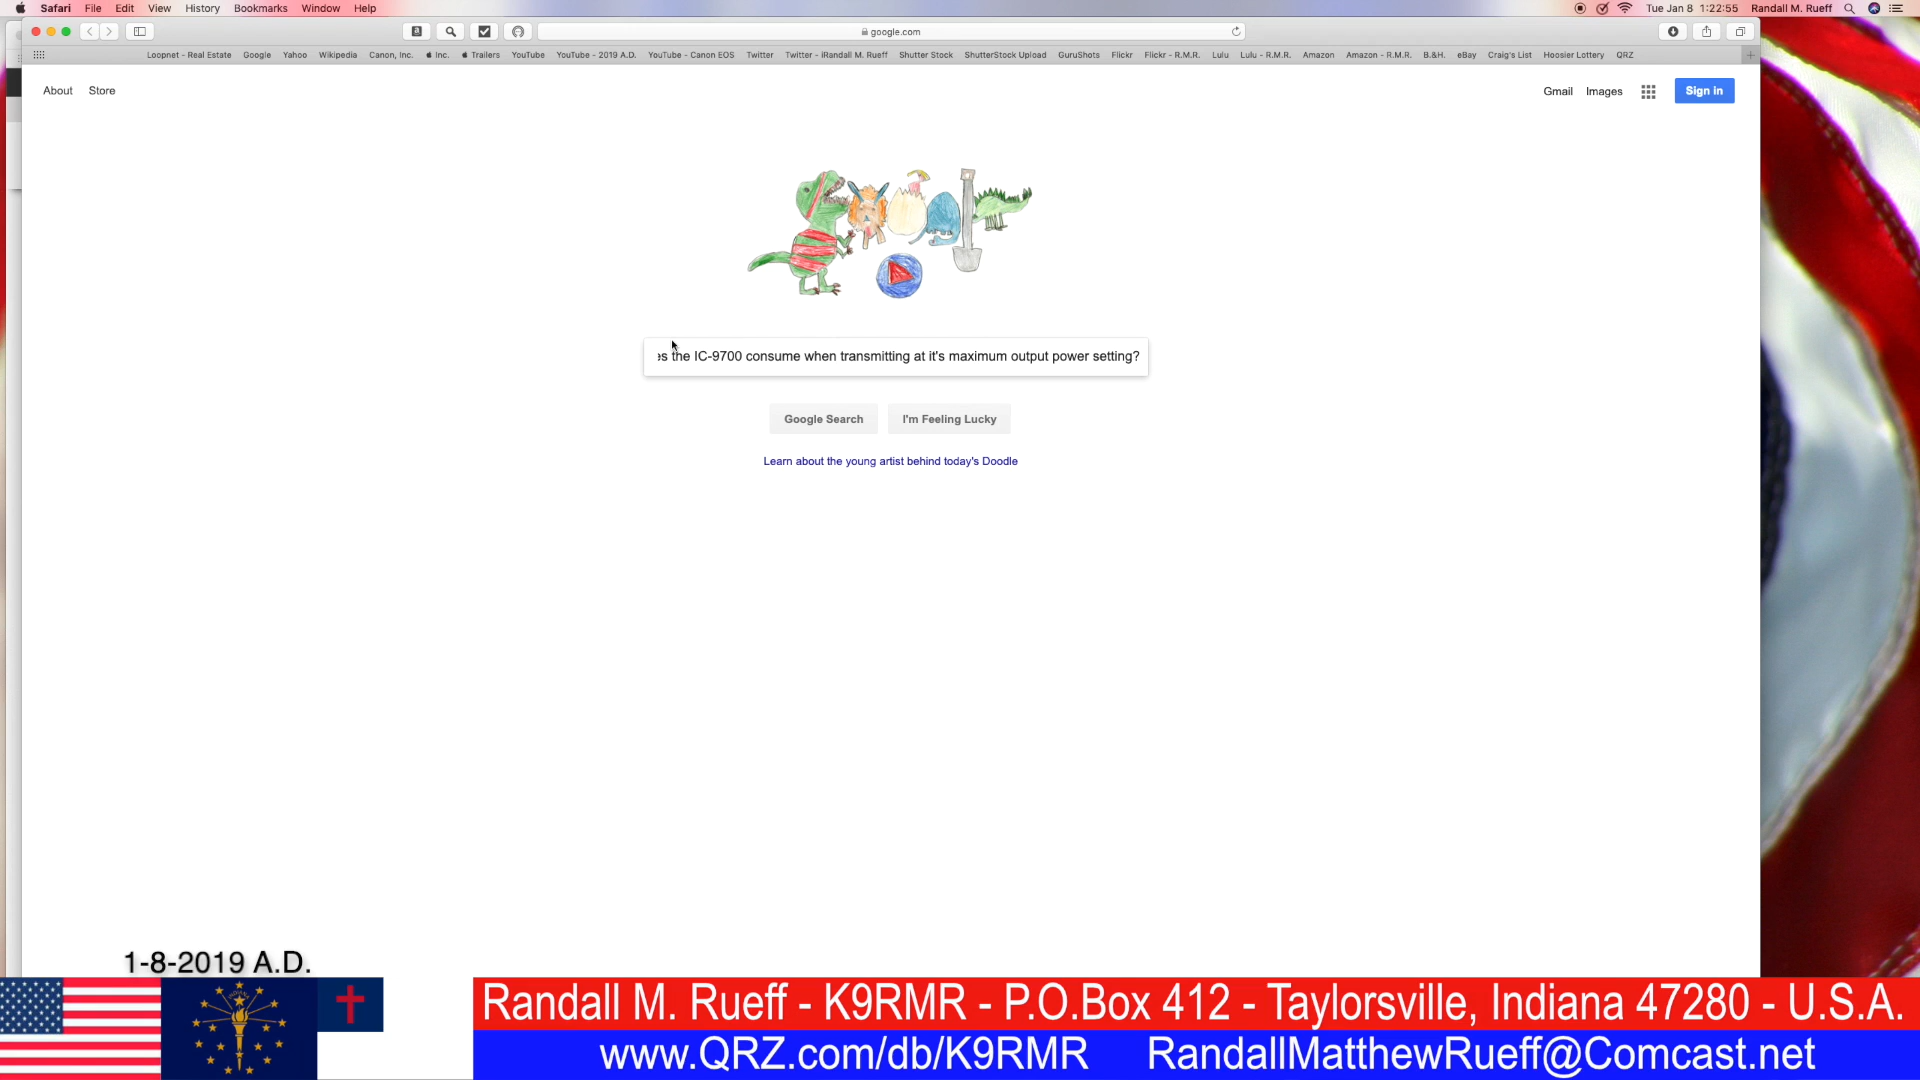 Safari File Edit View History Bookmarks Window Help Tue Jan 8 1:22:55 Randall M. Rueff
google.com
Loopnet - Real Estate Google Yahoo Wikipedia Canon, Inc. Inc. Trailers YouTube YouTube - 2019 A.D. YouTube - Canon EOS Twitter Twitter - iRandall M. Rueff Shutter Stock ShutterStock Upload GuruShots Flickr Flickr - R.M.R. Lulu Lulu - R.M.R. Amazon Amazon - R.M.R. B.&H. eBay Craig's List Hoosier Lottery QRZ
About Store Gmail Images Sign in
es the IC-9700 consume when transmitting at it's maximum output power setting?
Google Search I'm Feeling Lucky
Learn about the young artist behind today's Doodle
1-8-2019 A.D.
INDIANA
Randall M. Rueff - K9RMR - P.O.Box 412 - Taylorsville, Indiana 47280 - U.S.A.
www.QRZ.com/db/K9RMR RandallMatthewRueff@Comcast.net